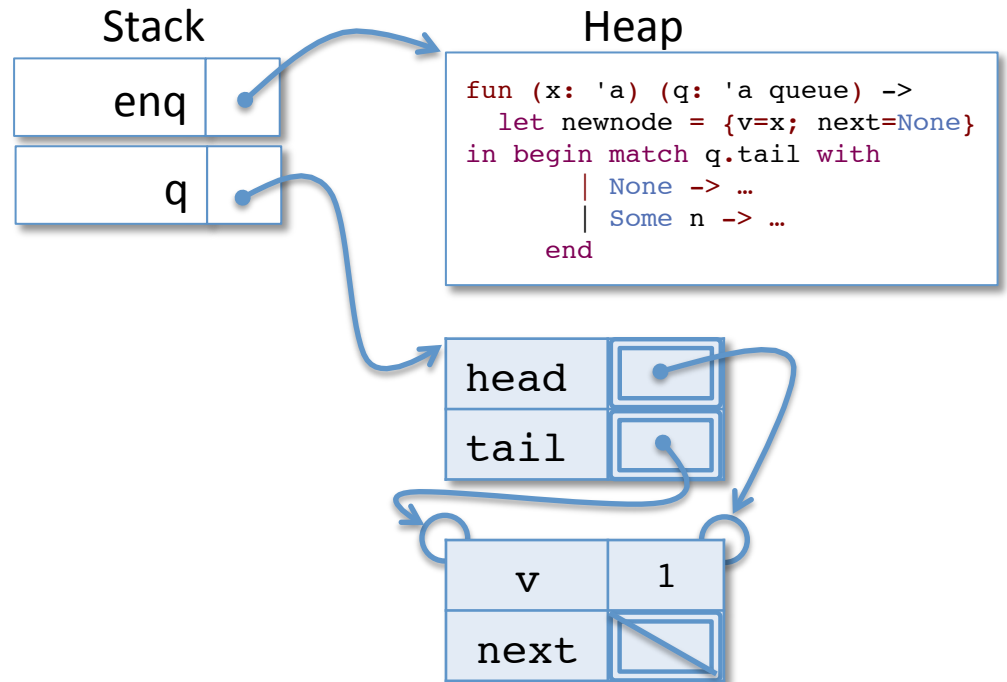 Stack
Heap
enq
q
fun (x: 'a) (q: 'a queue) ->
let newnode = {v=x; next=None}
in begin match q.tail with
| None -> …
| Some n -> …
end
head
tail
v 1
next